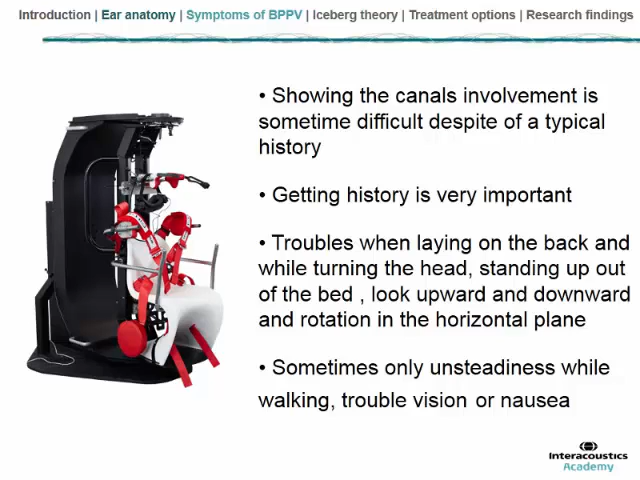 Introduction | Ear anatomy | Symptoms of BPPV | Iceberg theory | Treatment options | Research findings
• Showing the canals involvement is
sometime difficult despite of a typical
history
• Getting history is very important
• Troubles when laying on the back and
while turning the head, standing up out
of the bed , look upward and downward
and rotation in the horizontal plane
• Sometimes only unsteadiness while
walking, trouble vision or nausea
Interacoustics
Academy